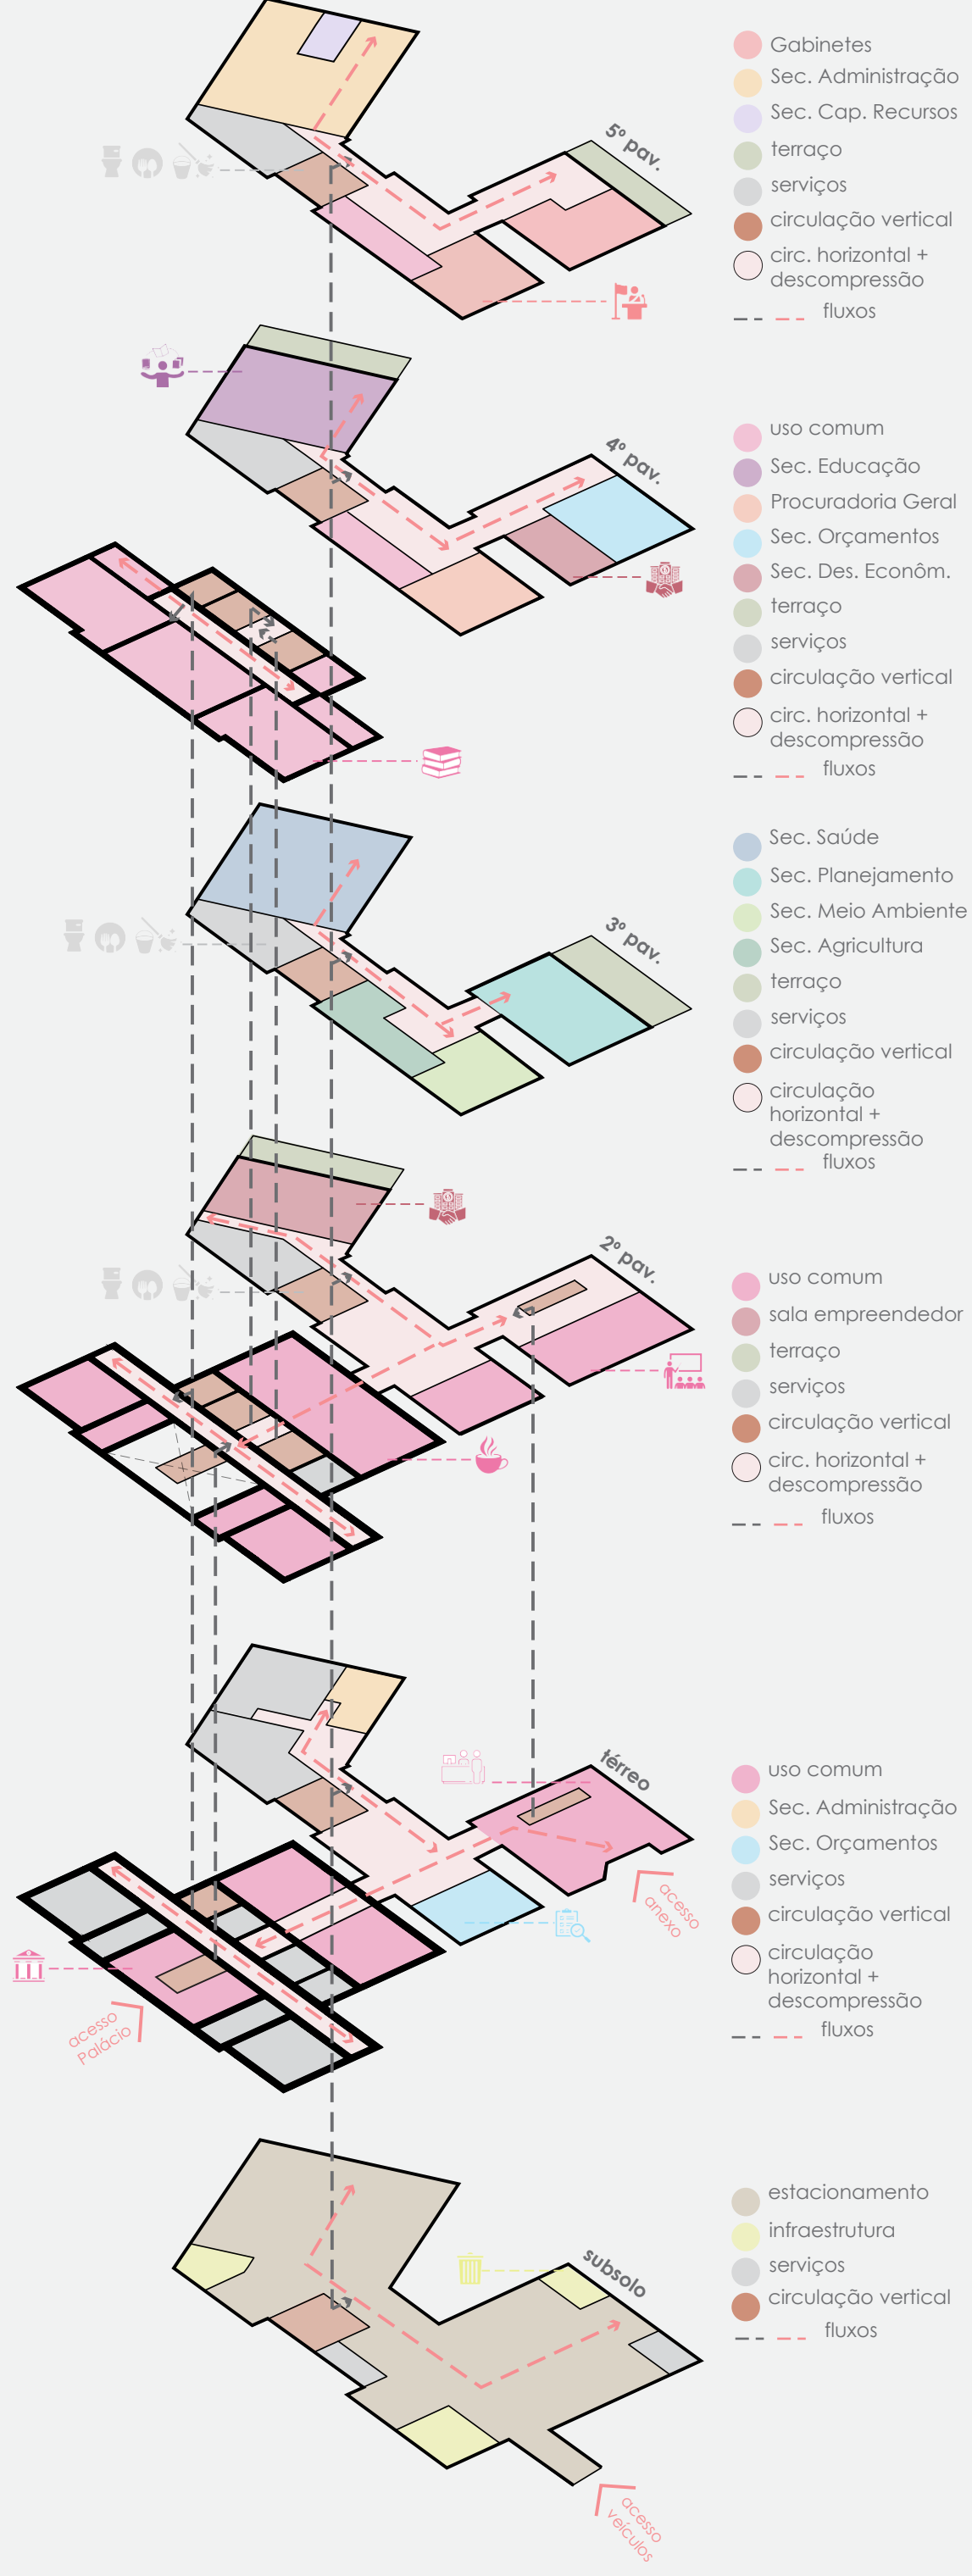 Gabinetes
Sec. Administração
Sec. Cap. Recursos
terraço
serviços
circulação vertical
circ. horizontal +
descompressão
fluxos
5º pav.
uso comum
Sec. Educação
Procuradoria Geral
Sec. Orçamentos
Sec. Des. Econôm.
terraço
serviços
circulação vertical
circ. horizontal +
descompressão
fluxos
4º pav.
Sec. Saúde
Sec. Planejamento
Sec. Meio Ambiente
Sec. Agricultura
terraço
serviços
circulação vertical
circulação
horizontal +
descompressão
fluxos
3º pav.
uso comum
sala empreendedor
terraço
serviços
circulação vertical
circ. horizontal +
descompressão
fluxos
2º pav.
uso comum
Sec. Administração
Sec. Orçamentos
serviços
circulação vertical
circulação
horizontal +
descompressão
fluxos
térreo
acesso
anexo
acesso
Palácio
estacionamento
infraestrutura
serviços
circulação vertical
fluxos
subsolo
acesso
veículos